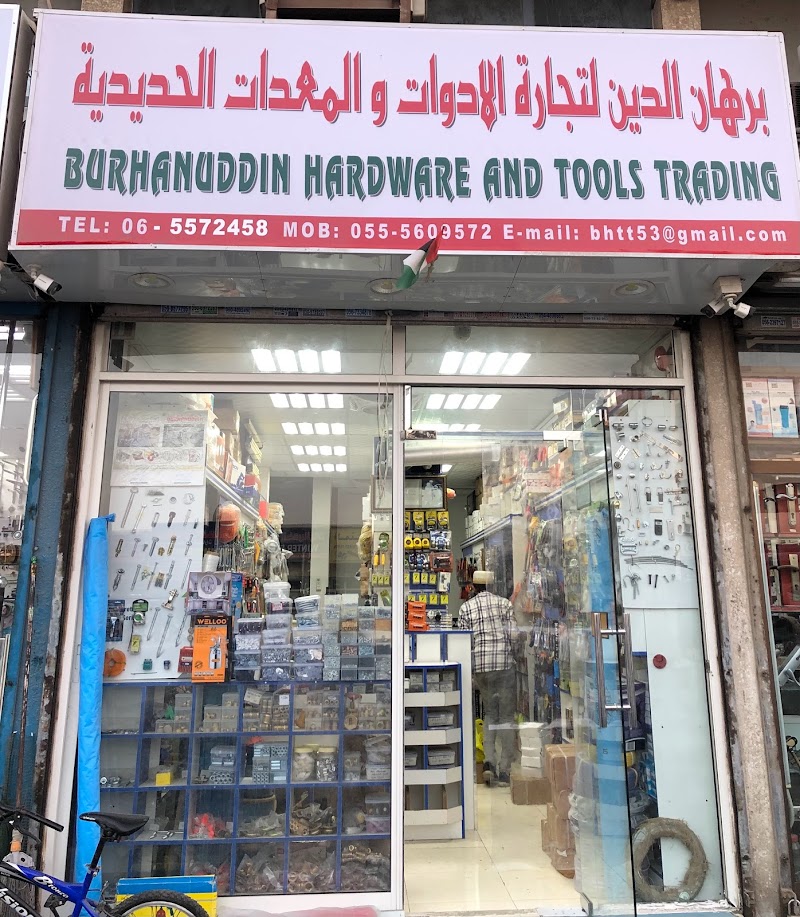 برهان الدين لتجارة الادوات و المعدات الحديدية
BURHANUDDIN HARDWARE AND TOOLS TRADING
TEL: 06- 5572458 MOB: 055-5609572 E-mail: bhtt53@gmail.com
WELLOO